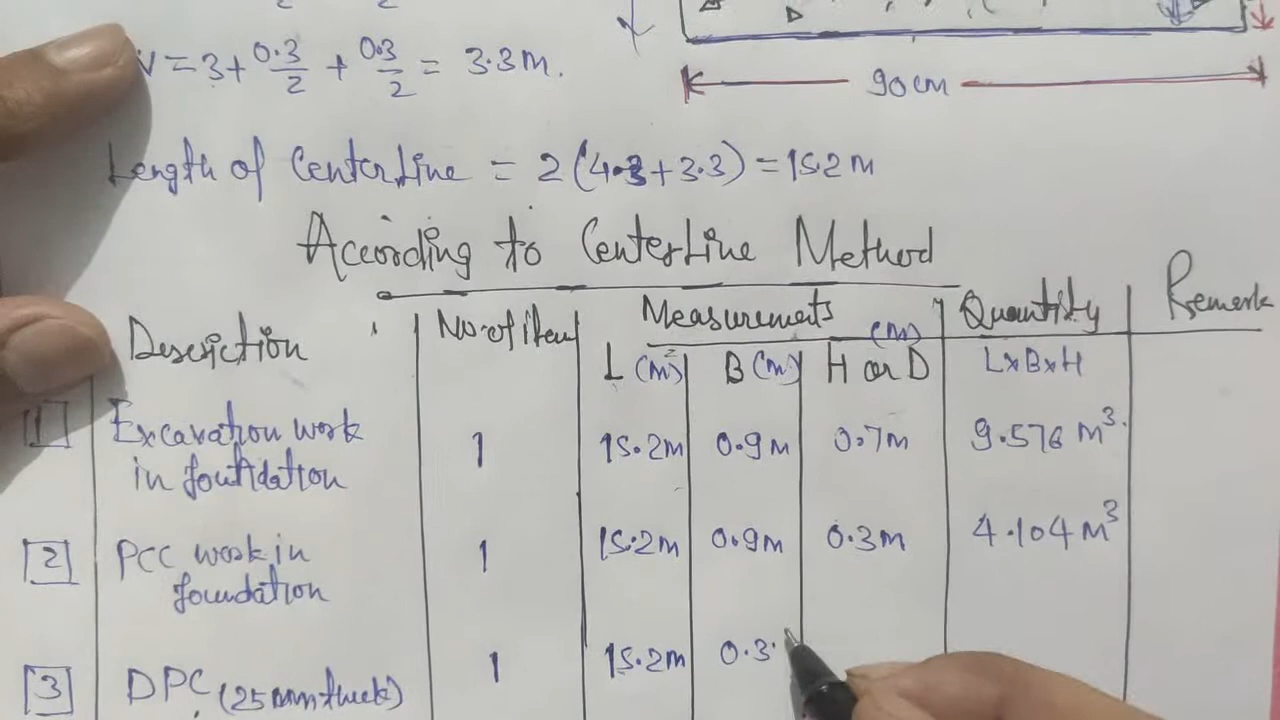 V = 3 + 0.3/2 + 0.3/2 = 3.3m.
90cm
Length of Centerline = 2(4.3+3.3) = 15.2m
According to Centerline Method
Description No. of item Measurements (m) Quantity Remark
L (m) B (m) H or D L×B×H
1 Excavation work in foundation 1 15.2m 0.9m 0.7m 9.576 m³.
2 PCC work in foundation 1 15.2m 0.9m 0.3m 4.104 m³
3 DPC (25mm thick) 1 15.2m 0.3